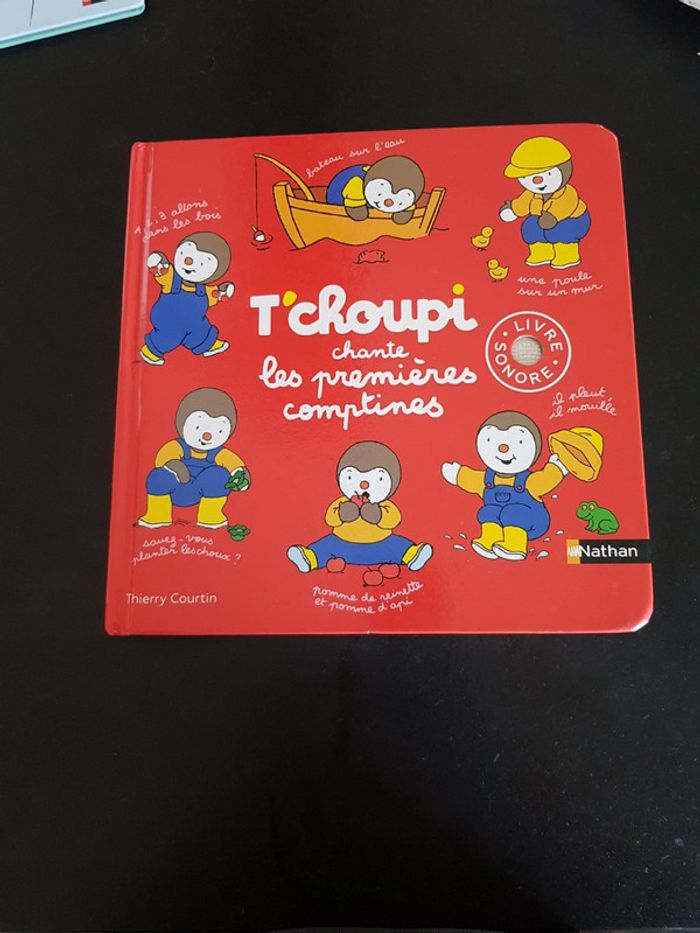 bateau sur l'eau
1, 2, 3 allons
dans les bois
une poule
sur un mur
T'choupi
chante
les premières
comptines
LIVRE
SONORE
il pleut
il mouille
savez-vous
planter les choux ?
pomme de reinette
et pomme d'api
Nathan
Thierry Courtin